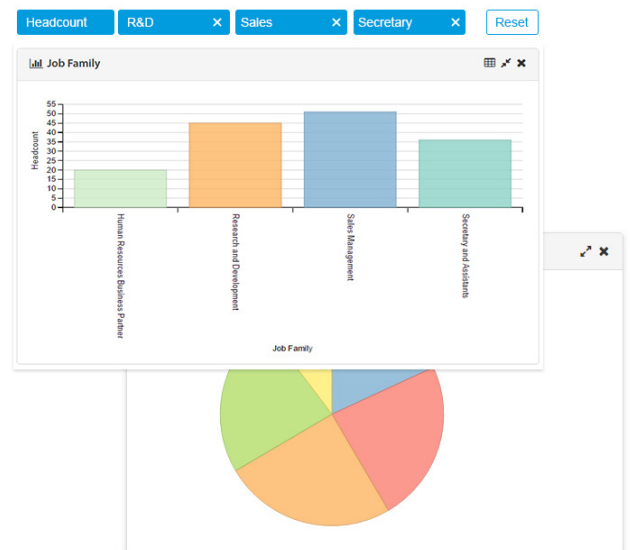 Headcount R&D × Sales × Secretary × Reset
Job Family
55
50
45
40
35
30
25
20
15
10
5
0
Headcount
Human Resources Business Partner
Research and Development
Sales Management
Secretary and Assistants
Job Family